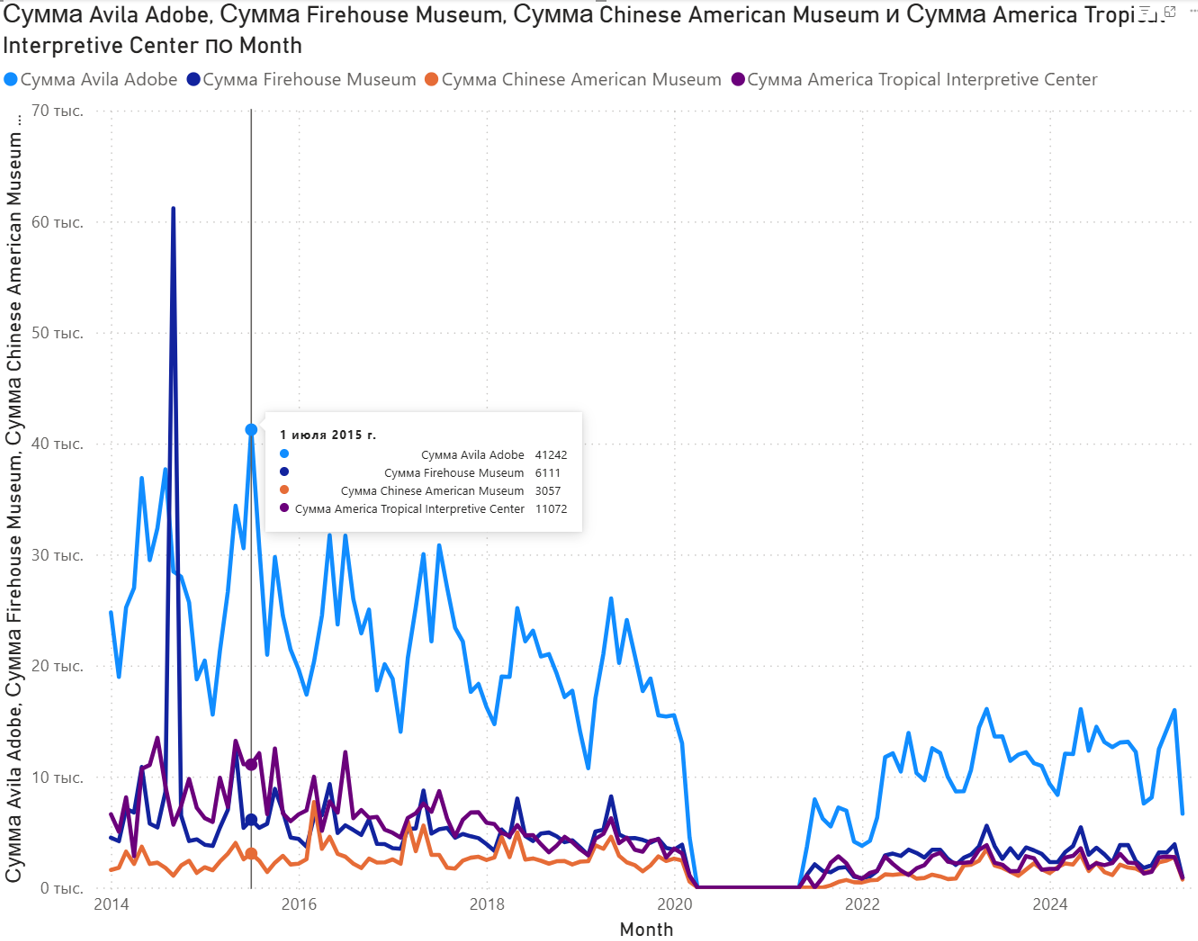 Сумма Avila Adobe, Сумма Firehouse Museum, Сумма Chinese American Museum и Сумма America
Interpretive Center по Month
Сумма Avila Adobe Сумма Firehouse Museum Сумма Chinese American Museum Сумма America Tropical Interpretive Center
Сумма Avila Adobe, Сумма Firehouse Museum, Сумма Chinese American Museum ...
70 тыс.
60 тыс.
50 тыс.
40 тыс.
30 тыс.
20 тыс.
10 тыс.
0 тыс.
1 июля 2015 г.
Сумма Avila Adobe 41242
Сумма Firehouse Museum 6111
Сумма Chinese American Museum 3057
Сумма America Tropical Interpretive Center 11072
2014 2016 2018 2020 2022 2024
Month